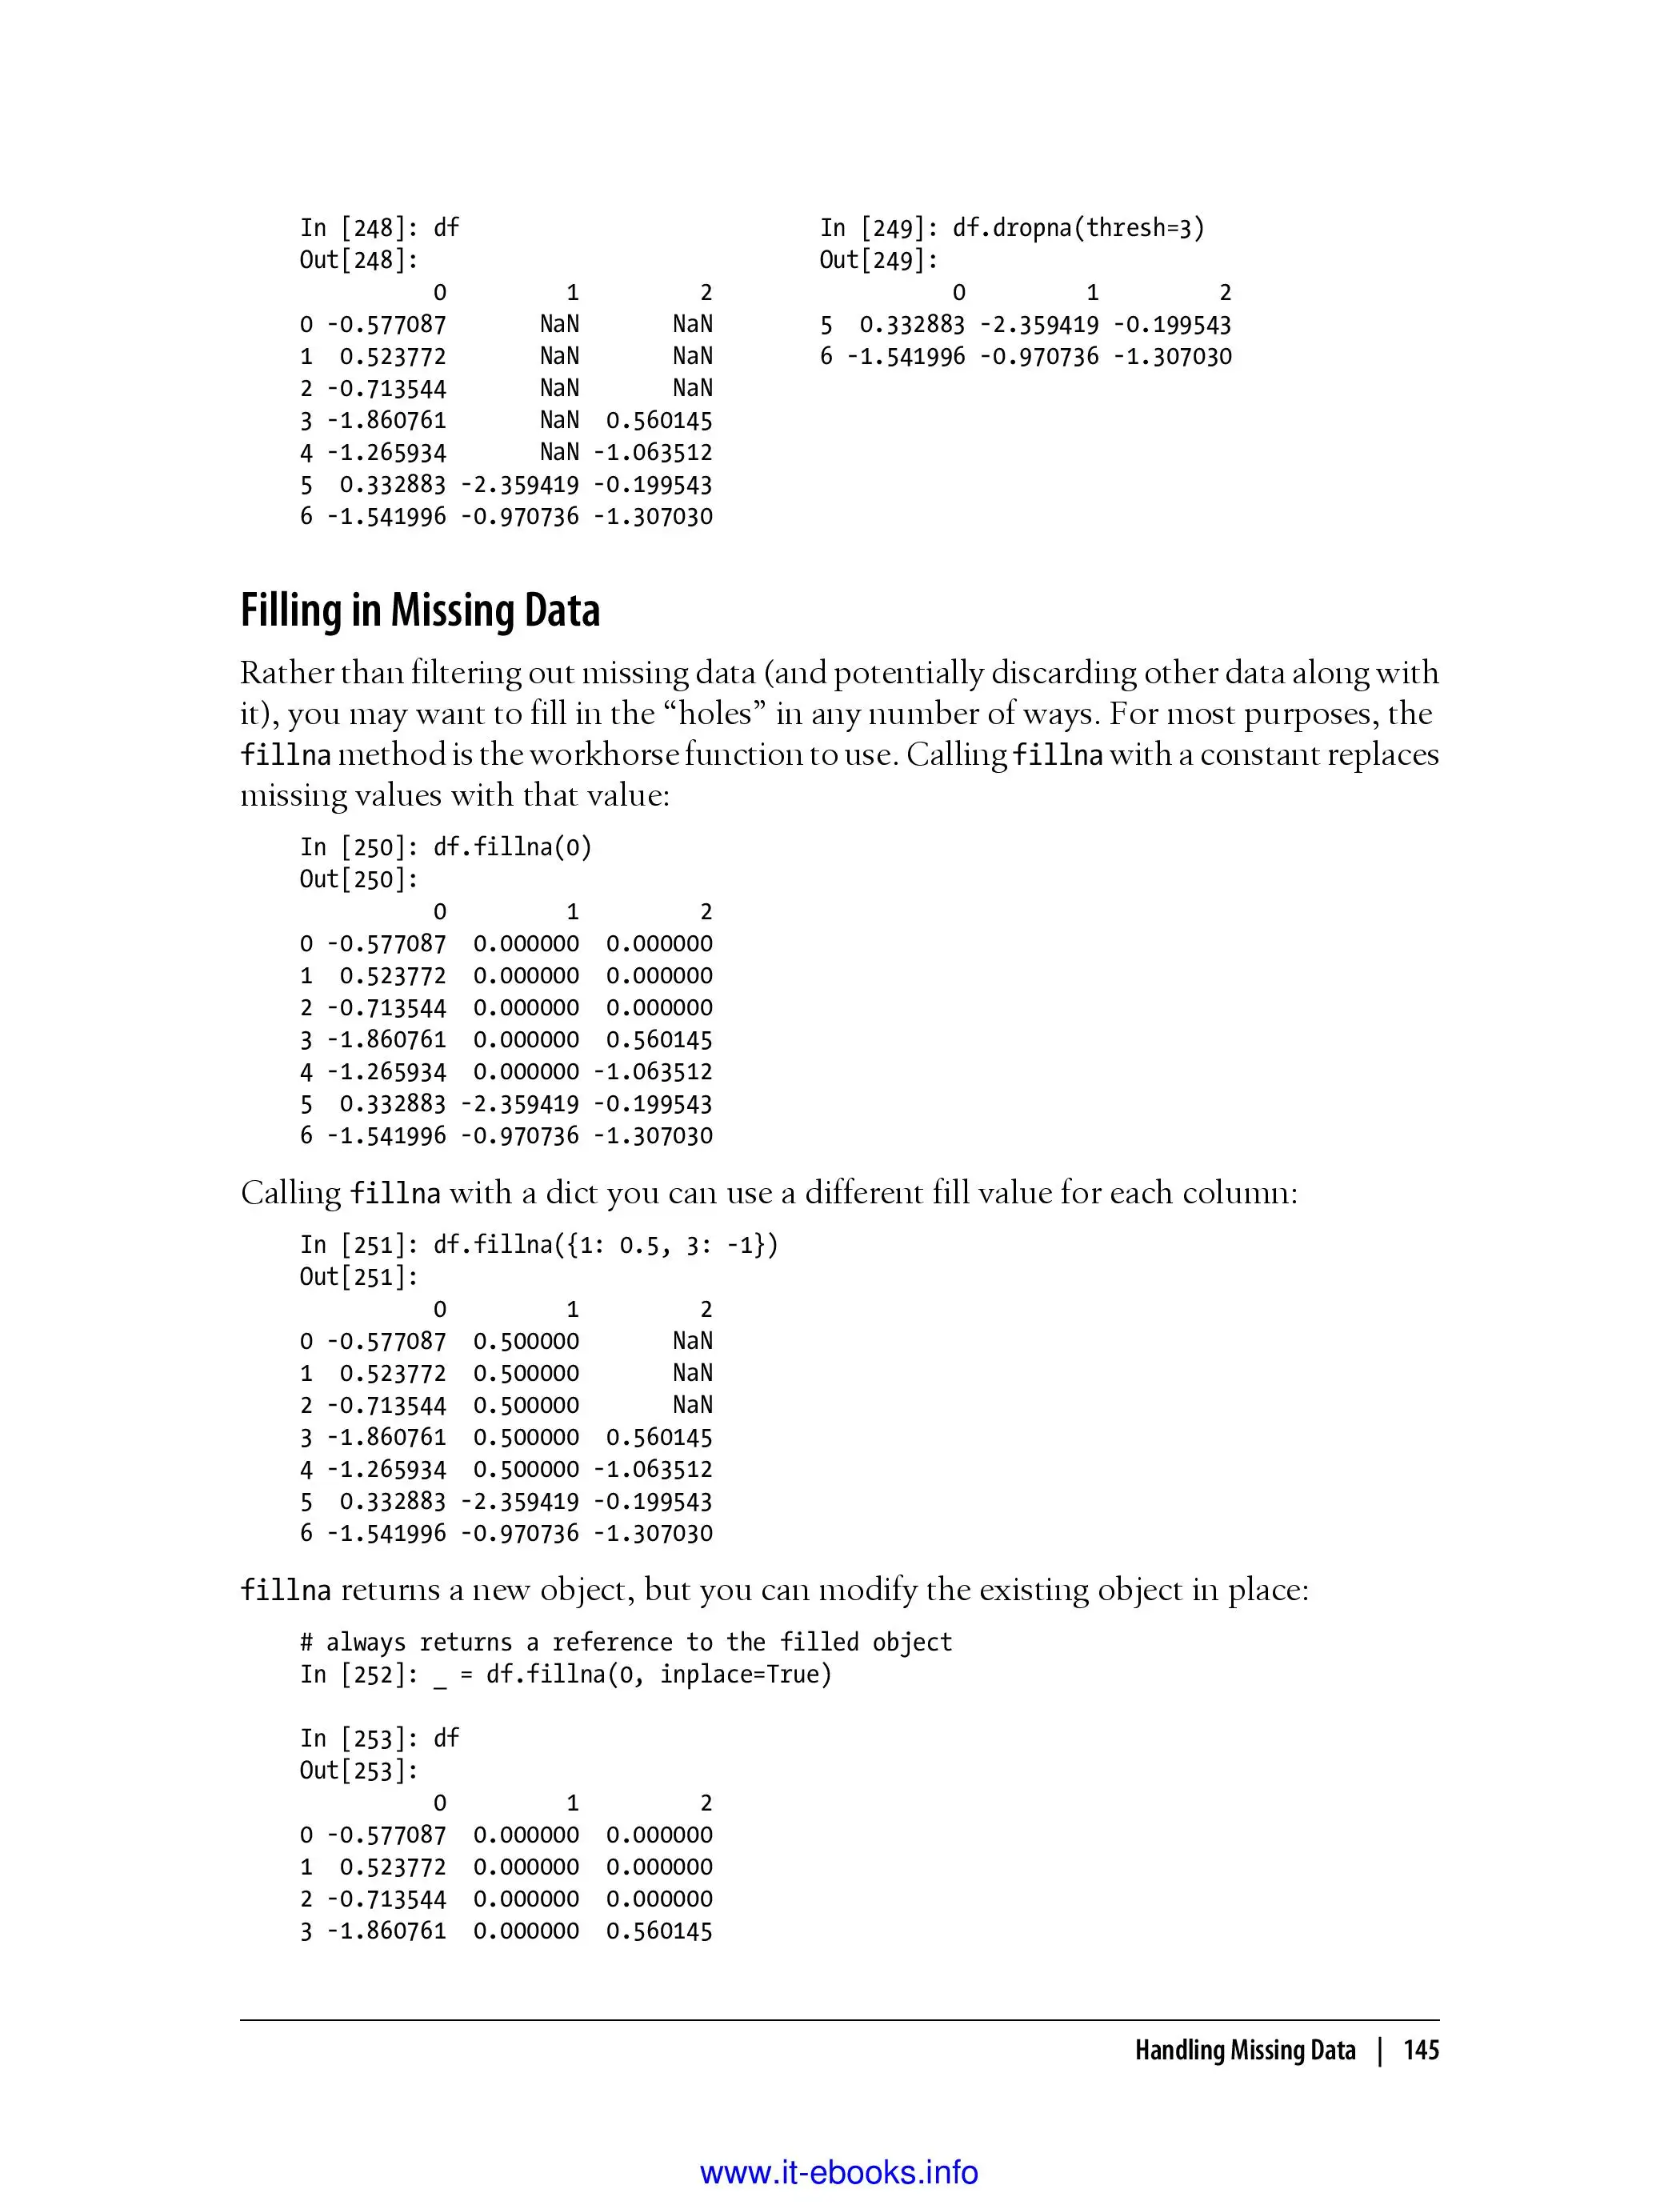 In [248]: df
Out[248]:
          0         1         2
0 -0.577087       NaN       NaN
1  0.523772       NaN       NaN
2 -0.713544       NaN       NaN
3 -1.860761       NaN  0.560145
4 -1.265934       NaN -1.063512
5  0.332883 -2.359419 -0.199543
6 -1.541996 -0.970736 -1.307030
In [249]: df.dropna(thresh=3)
Out[249]:
          0         1         2
5  0.332883 -2.359419 -0.199543
6 -1.541996 -0.970736 -1.307030
Filling in Missing Data
Rather than filtering out missing data (and potentially discarding other data along with
it), you may want to fill in the “holes” in any number of ways. For most purposes, the
fillna method is the workhorse function to use. Calling fillna with a constant replaces
missing values with that value:
In [250]: df.fillna(0)
Out[250]:
          0         1         2
0 -0.577087  0.000000  0.000000
1  0.523772  0.000000  0.000000
2 -0.713544  0.000000  0.000000
3 -1.860761  0.000000  0.560145
4 -1.265934  0.000000 -1.063512
5  0.332883 -2.359419 -0.199543
6 -1.541996 -0.970736 -1.307030
Calling fillna with a dict you can use a different fill value for each column:
In [251]: df.fillna({1: 0.5, 3: -1})
Out[251]:
          0         1         2
0 -0.577087  0.500000       NaN
1  0.523772  0.500000       NaN
2 -0.713544  0.500000       NaN
3 -1.860761  0.500000  0.560145
4 -1.265934  0.500000 -1.063512
5  0.332883 -2.359419 -0.199543
6 -1.541996 -0.970736 -1.307030
fillna returns a new object, but you can modify the existing object in place:
# always returns a reference to the filled object
In [252]: _ = df.fillna(0, inplace=True)
In [253]: df
Out[253]:
          0         1         2
0 -0.577087  0.000000  0.000000
1  0.523772  0.000000  0.000000
2 -0.713544  0.000000  0.000000
3 -1.860761  0.000000  0.560145
Handling Missing Data | 145
www.it-ebooks.info